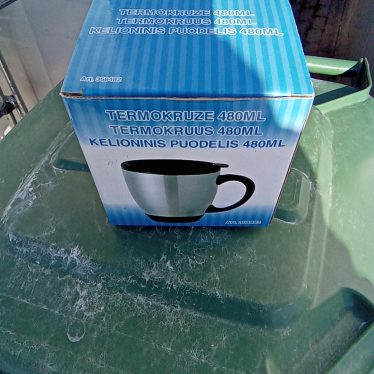 TERMOKRUZE 480ML
TERMOKRUUS 480ML
KELIONINIS PUODELIS 480ML
TERMOKRUZE 480ML
TERMOKRUUS 480ML
KELIONINIS PUODELIS 480ML